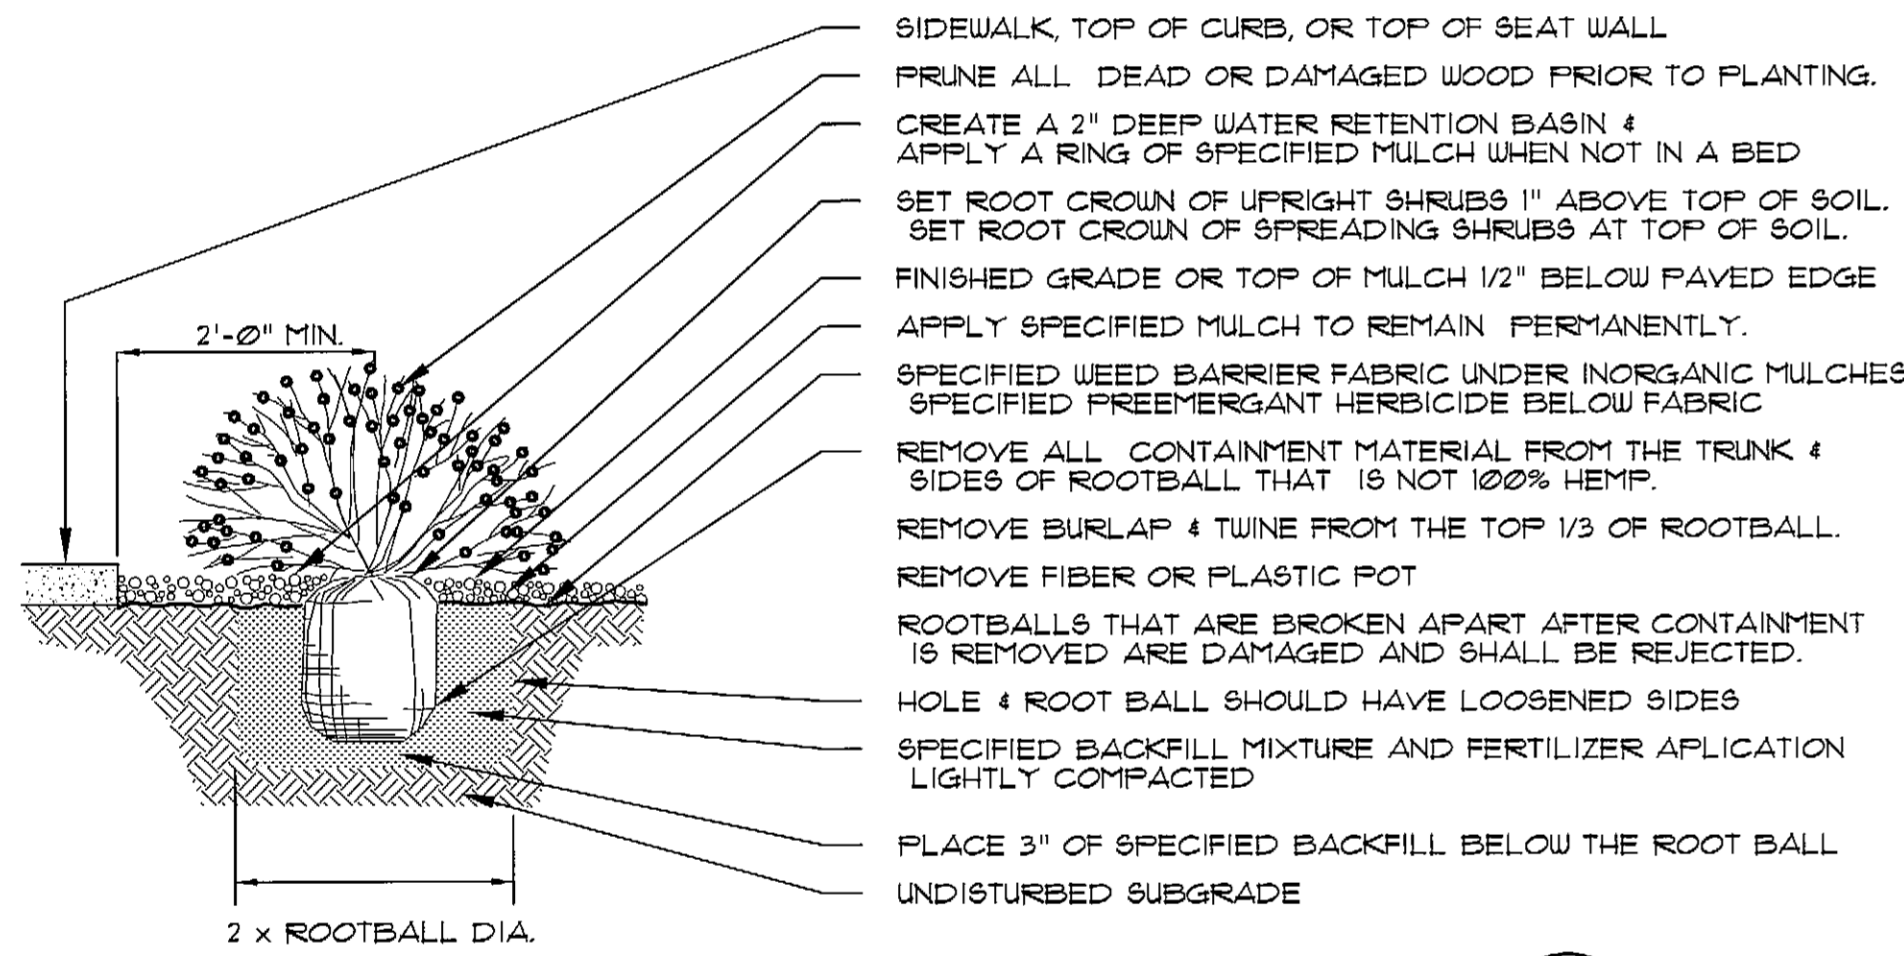 SIDEWALK, TOP OF CURB, OR TOP OF SEAT WALL
PRUNE ALL DEAD OR DAMAGED WOOD PRIOR TO PLANTING.
CREATE A 2" DEEP WATER RETENTION BASIN &
APPLY A RING OF SPECIFIED MULCH WHEN NOT IN A BED
SET ROOT CROWN OF UPRIGHT SHRUBS 1" ABOVE TOP OF SOIL.
SET ROOT CROWN OF SPREADING SHRUBS AT TOP OF SOIL.
FINISHED GRADE OR TOP OF MULCH 1/2" BELOW PAVED EDGE
APPLY SPECIFIED MULCH TO REMAIN PERMANENTLY.
SPECIFIED WEED BARRIER FABRIC UNDER INORGANIC MULCHES
SPECIFIED PREEMERGANT HERBICIDE BELOW FABRIC
REMOVE ALL CONTAINMENT MATERIAL FROM THE TRUNK &
SIDES OF ROOTBALL THAT IS NOT 100% HEMP.
REMOVE BURLAP & TWINE FROM THE TOP 1/3 OF ROOTBALL.
REMOVE FIBER OR PLASTIC POT
ROOTBALLS THAT ARE BROKEN APART AFTER CONTAINMENT
IS REMOVED ARE DAMAGED AND SHALL BE REJECTED.
HOLE & ROOT BALL SHOULD HAVE LOOSENED SIDES
SPECIFIED BACKFILL MIXTURE AND FERTILIZER APLICATION
LIGHTLY COMPACTED
PLACE 3" OF SPECIFIED BACKFILL BELOW THE ROOT BALL
UNDISTURBED SUBGRADE
2'-0" MIN.
2 x ROOTBALL DIA.